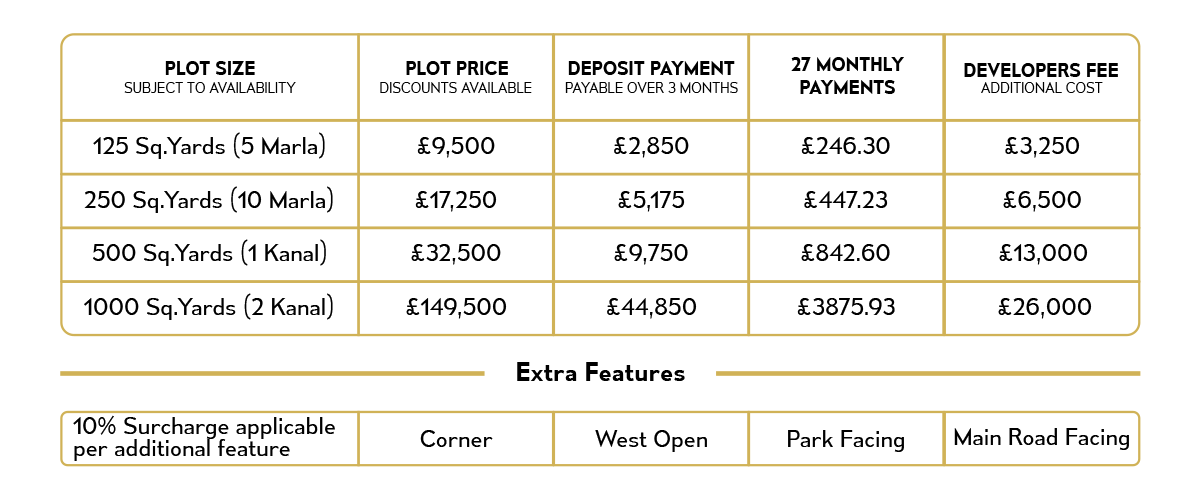 PLOT SIZE
SUBJECT TO AVAILABILITY
PLOT PRICE
DISCOUNTS AVAILABLE
DEPOSIT PAYMENT
PAYABLE OVER 3 MONTHS
27 MONTHLY
PAYMENTS
DEVELOPERS FEE
ADDITIONAL COST
125 Sq.Yards (5 Marla) £9,500 £2,850 £246.30 £3,250
250 Sq.Yards (10 Marla) £17,250 £5,175 £447.23 £6,500
500 Sq.Yards (1 Kanal) £32,500 £9,750 £842.60 £13,000
1000 Sq.Yards (2 Kanal) £149,500 £44,850 £3875.93 £26,000
Extra Features
10% Surcharge applicable
per additional feature
Corner
West Open
Park Facing
Main Road Facing